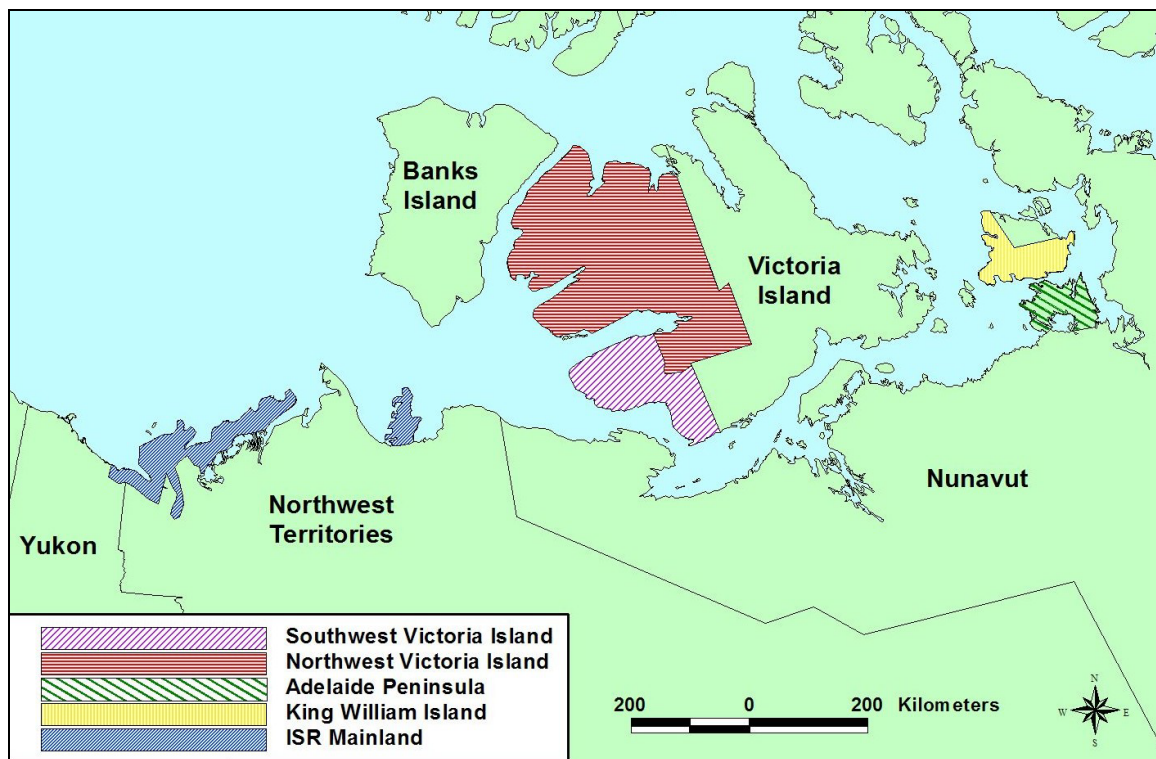 Banks
Island
Victoria
Island
Nunavut
Northwest
Territories
Yukon
Southwest Victoria Island
Northwest Victoria Island
Adelaide Peninsula
King William Island
ISR Mainland
200 0 200 Kilometers
N
W E
S